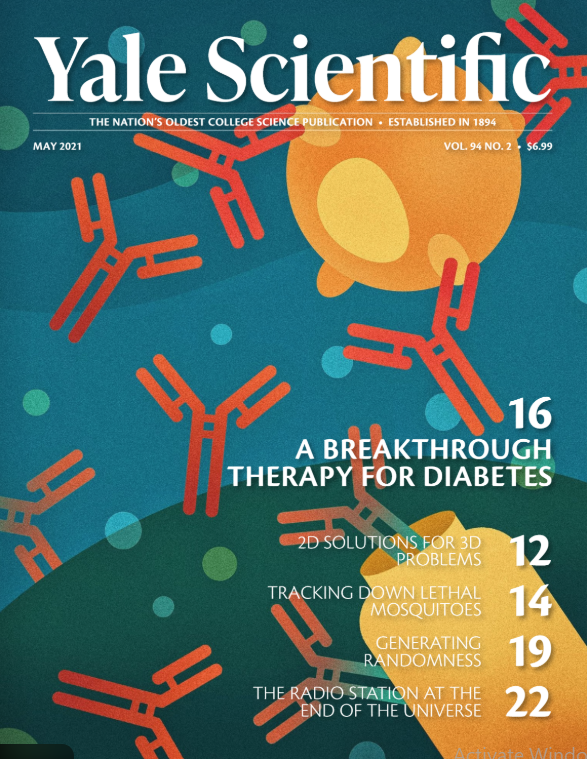 Yale Scientific
THE NATION'S OLDEST COLLEGE SCIENCE PUBLICATION • ESTABLISHED IN 1894
MAY 2021
VOL. 94 NO. 2 • $6.99
16
A BREAKTHROUGH
THERAPY FOR DIABETES
2D SOLUTIONS FOR 3D
PROBLEMS
12
TRACKING DOWN LETHAL
MOSQUITOES
14
GENERATING
RANDOMNESS
19
THE RADIO STATION AT THE
END OF THE UNIVERSE
22
Activate Windo